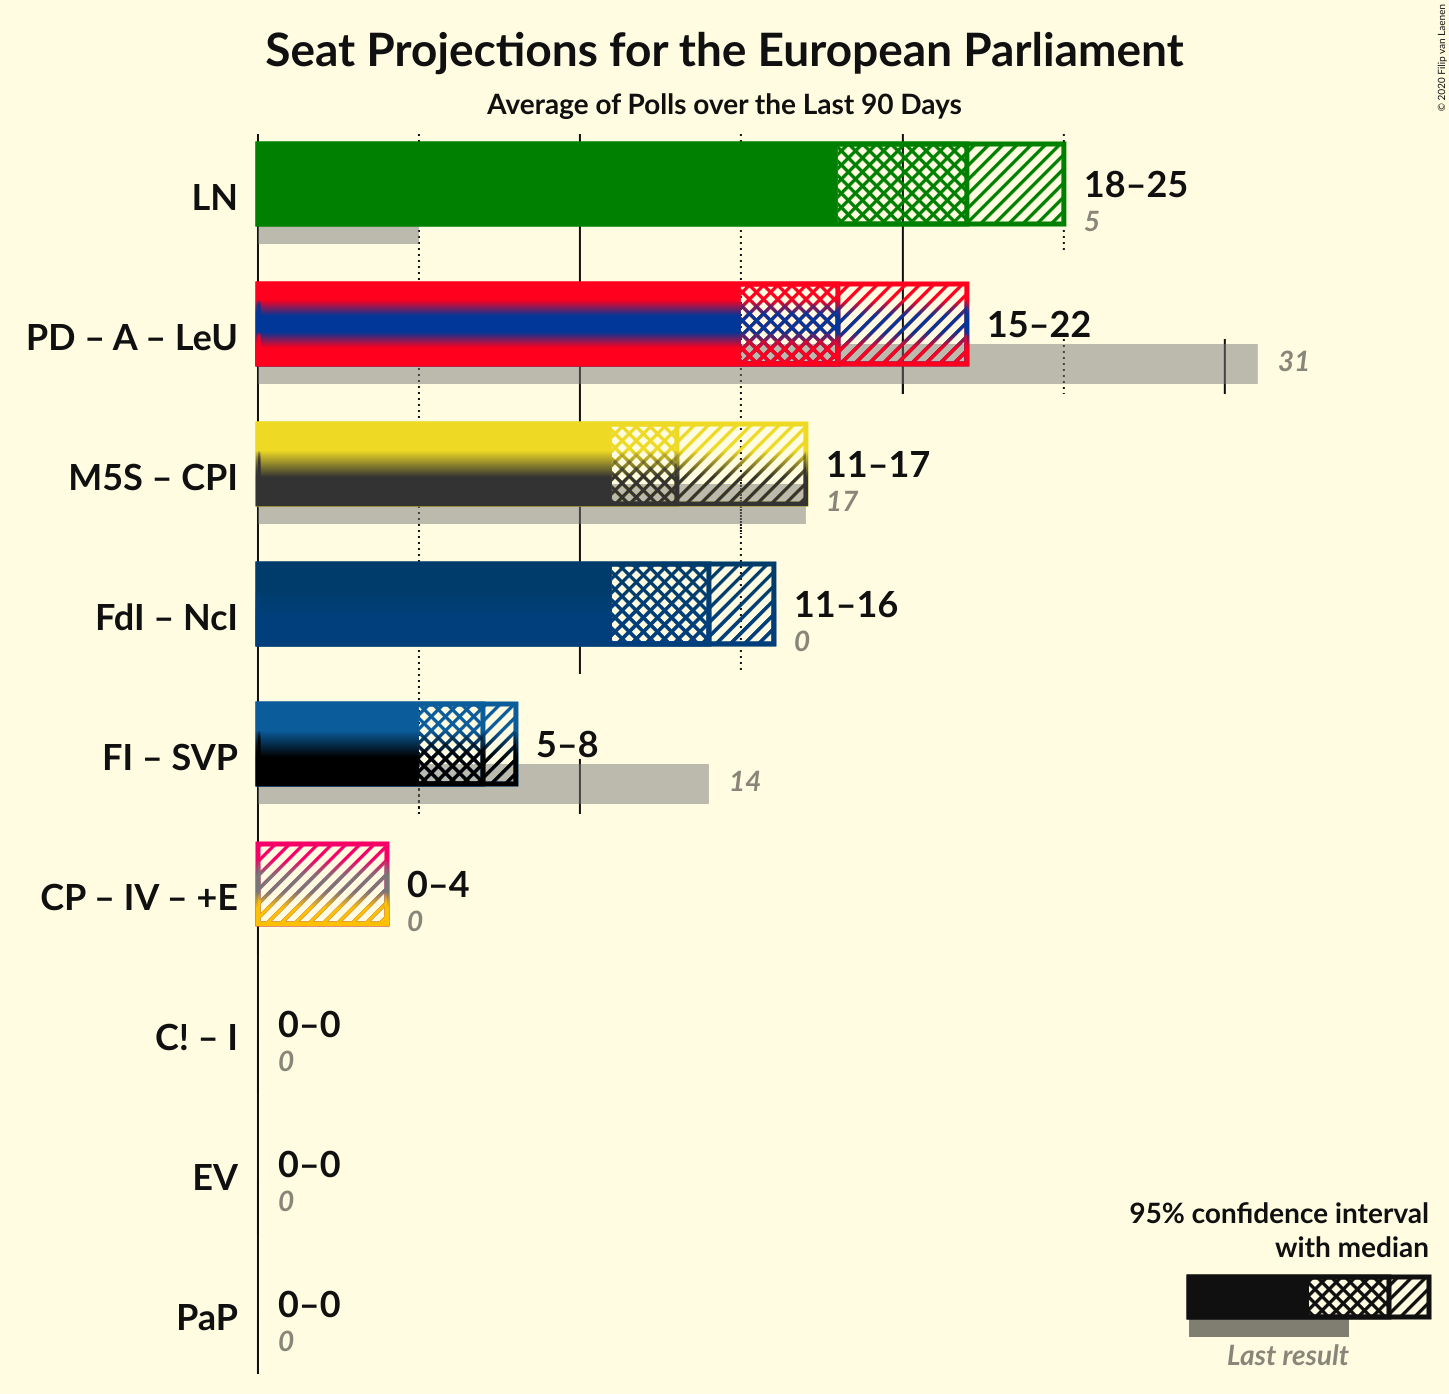 Seat Projections for the European Parliament
Average of Polls over the Last 90 Days
© 2020 Filip van Laenen
LN
18–25
5
PD – A – LeU
15–22
31
M5S – CPI
11–17
17
FdI – NcI
11–16
0
FI – SVP
5–8
14
CP – IV – +E
0–4
0
C! – I
0–0
0
EV
0–0
0
PaP
0–0
0
95% confidence interval
with median
Last result